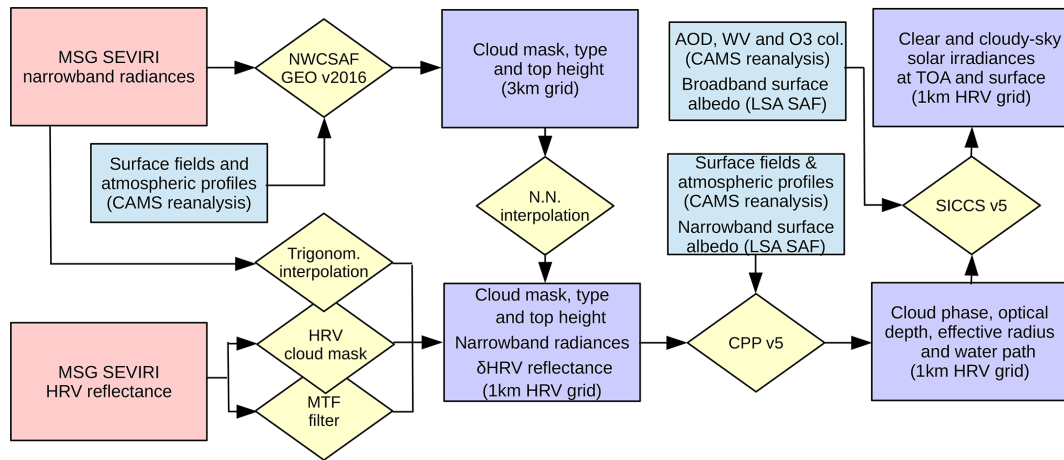 MSG SEVIRI
narrowband radiances
NWCSAF
GEO v2016
Cloud mask, type
and top height
(3km grid)
AOD, WV and O3 col.
(CAMS reanalysis)
Broadband surface
albedo (LSA SAF)
Clear and cloudy-sky
solar irradiances
at TOA and surface
(1km HRV grid)
Surface fields and
atmospheric profiles
(CAMS reanalysis)
N.N.
interpolation
Surface fields &
atmospheric profiles
(CAMS reanalysis)
Narrowband surface
albedo (LSA SAF)
SICCS v5
Trigonom.
interpolation
MSG SEVIRI
HRV reflectance
HRV
cloud mask
MTF
filter
Cloud mask, type
and top height
Narrowband radiances
δHRV reflectance
(1km HRV grid)
CPP v5
Cloud phase, optical
depth, effective radius
and water path
(1km HRV grid)